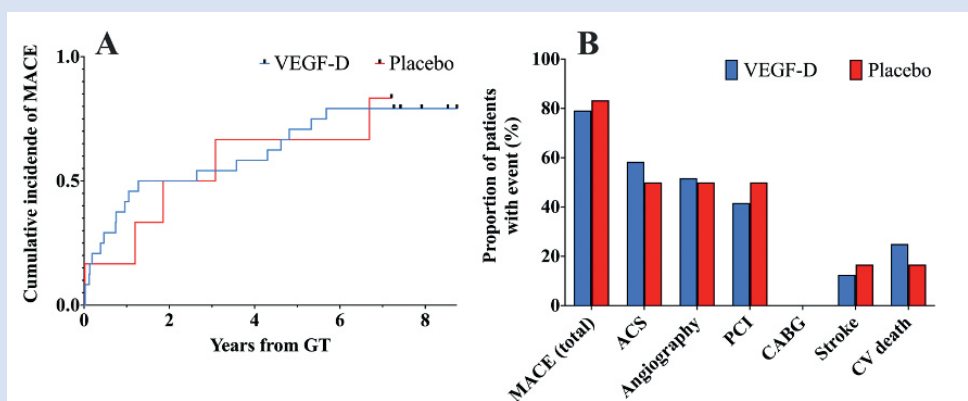 A
VEGF-D Placebo
Cumulative incidende of MACE
1.0
0.5
0.0
0 2 4 6 8
Years from GT
B
VEGF-D Placebo
Proportion of patients
with event (%)
100
80
60
40
20
0
MACE (total) ACS Angiography PCI CABG Stroke CV death